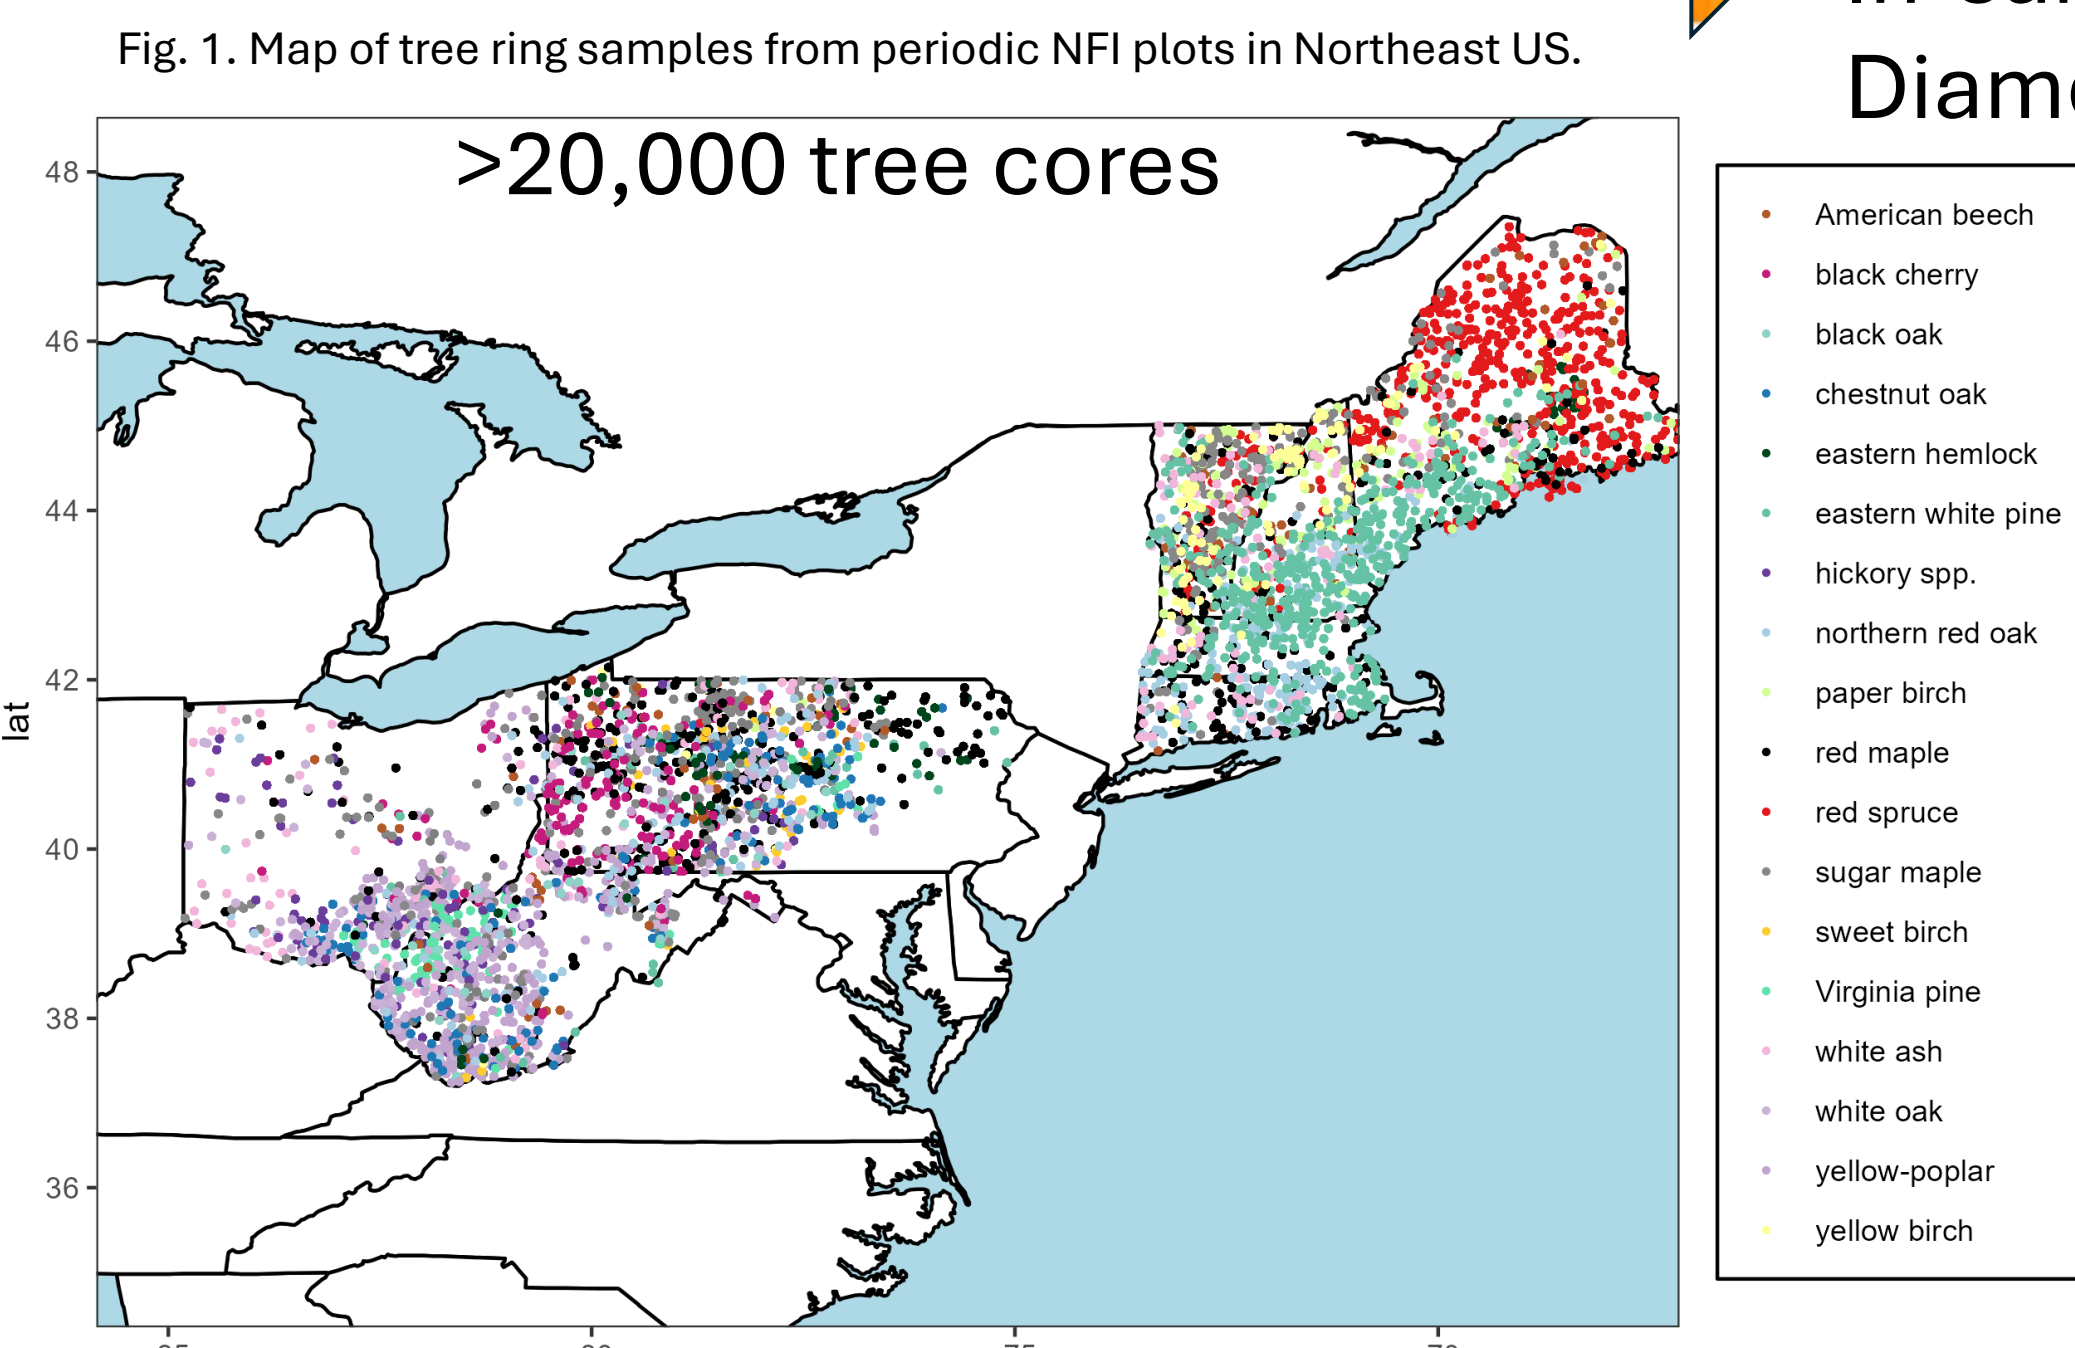 Fig. 1. Map of tree ring samples from periodic NFI plots in Northeast US.
>20,000 tree cores
48
46
44
42
40
38
36
lat
American beech
black cherry
black oak
chestnut oak
eastern hemlock
eastern white pine
hickory spp.
northern red oak
paper birch
red maple
red spruce
sugar maple
sweet birch
Virginia pine
white ash
white oak
yellow-poplar
yellow birch